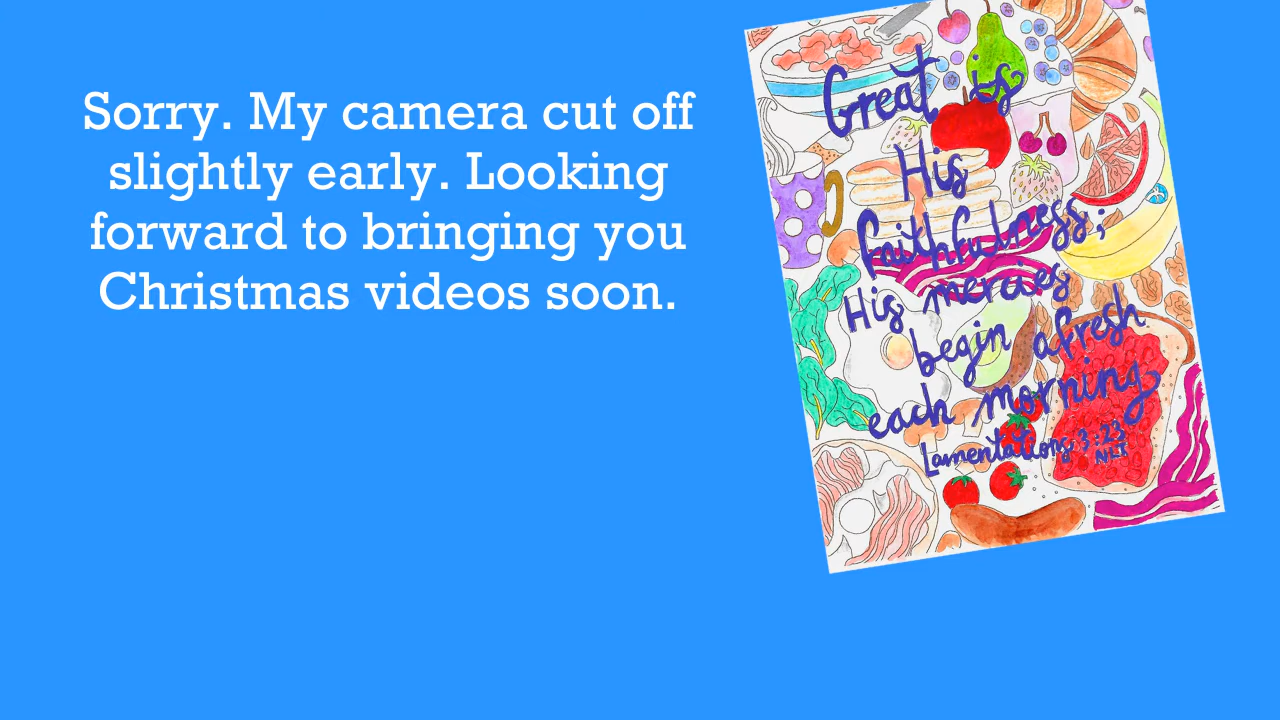 Sorry. My camera cut off
slightly early. Looking
forward to bringing you
Christmas videos soon.
Great is
His
faithfulness;
His mercies
begin afresh
each morning
Lamentations 3:23
NLT